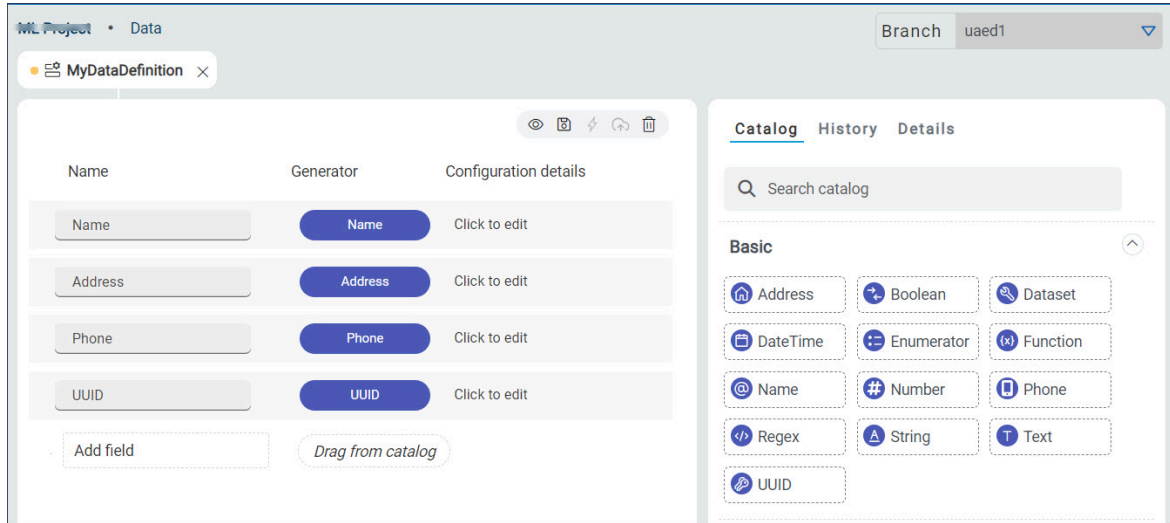 ML Project • Data
Branch uaed1
MyDataDefinition
Name Generator Configuration details
Name Name Click to edit
Address Address Click to edit
Phone Phone Click to edit
UUID UUID Click to edit
Add field Drag from catalog
Catalog History Details
Search catalog
Basic
Address Boolean Dataset
DateTime Enumerator Function
Name Number Phone
Regex String Text
UUID